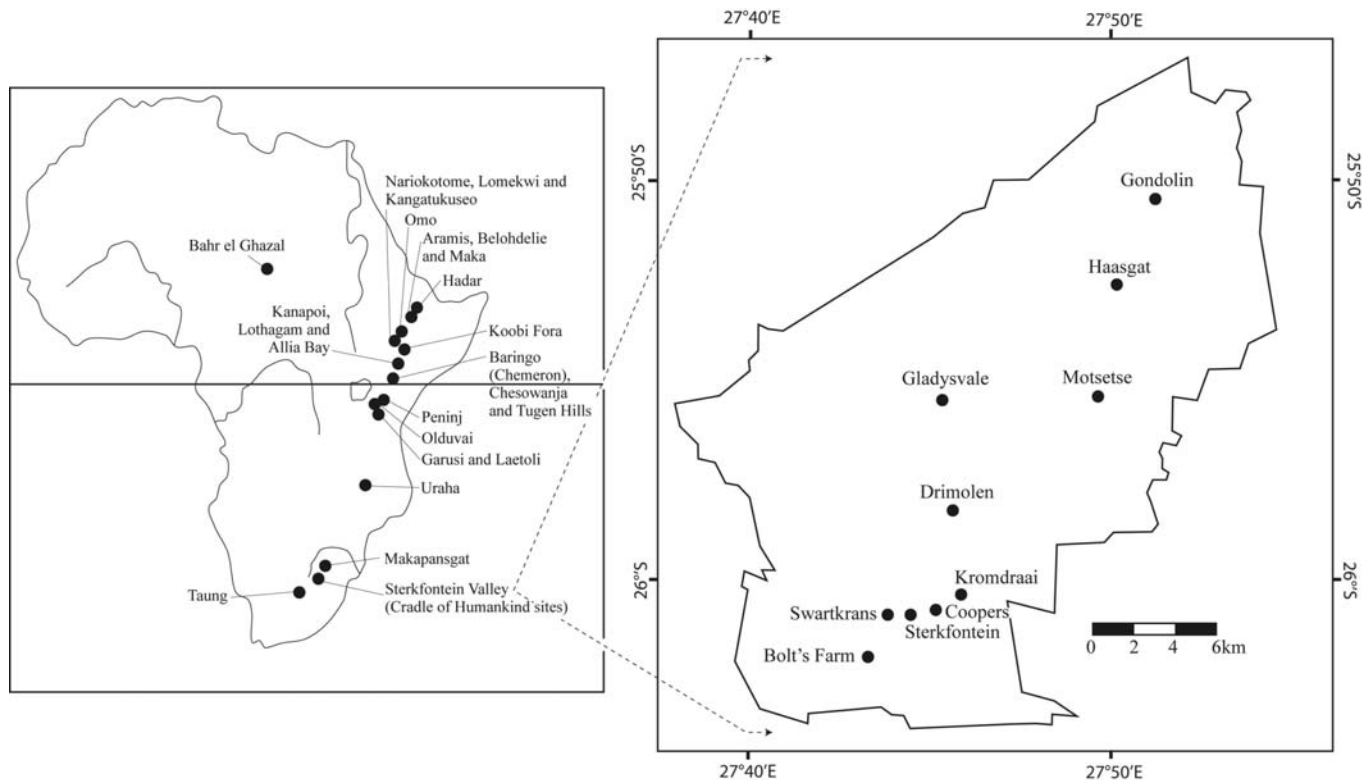 Nariokotome, Lomekwi and
Kangatukuseo
Omo
Aramis, Belohdelie
and Maka
Hadar
Bahr el Ghazal
Kanapoi,
Lothagam and
Allia Bay
Koobi Fora
Baringo
(Chemeron),
Chesowanja
and Tugen Hills
Peninj
Olduvai
Garusi and Laetoli
Uraha
Makapansgat
Sterkfontein Valley
(Cradle of Humankind sites)
Taung
27°40'E
27°50'E
25°50'S
25°50'S
Gondolin
Haasgat
Gladysvale
Motsetse
Drimolen
Kromdraai
Swartkrans
Coopers
Sterkfontein
Bolt's Farm
26°S
26°S
0 2 4 6km
27°40'E
27°50'E